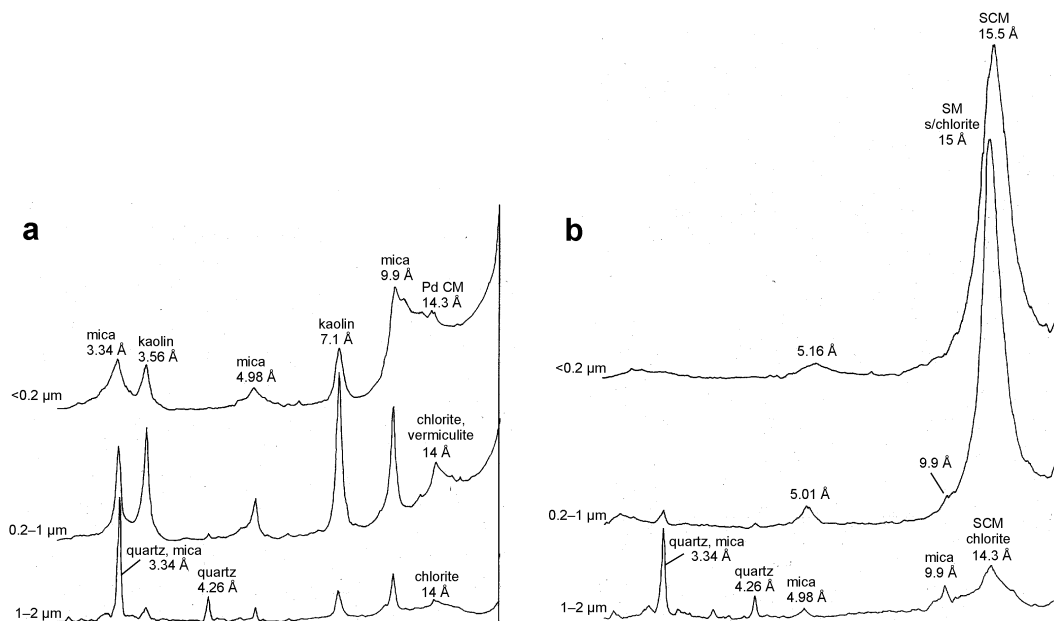 a
mica
9.9 Å
Pd CM
14.3 Å
mica
3.34 Å
kaolin
3.56 Å
mica
4.98 Å
kaolin
7.1 Å
<0.2 µm
chlorite,
vermiculite
14 Å
0.2–1 µm
quartz, mica
3.34 Å
quartz
4.26 Å
chlorite
14 Å
1–2 µm
b
SCM
15.5 Å
SM
s/chlorite
15 Å
5.16 Å
<0.2 µm
9.9 Å
5.01 Å
0.2–1 µm
quartz, mica
3.34 Å
quartz
4.26 Å
mica
4.98 Å
mica
9.9 Å
SCM
chlorite
14.3 Å
1–2 µm